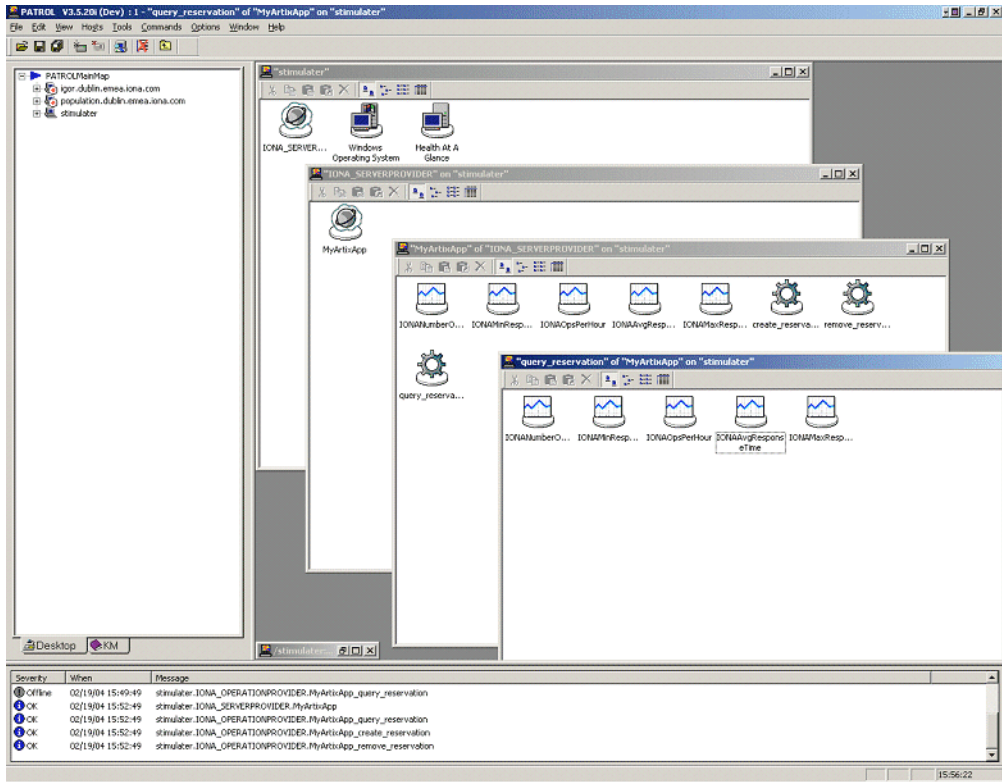 PATROL V3.5.20i (Dev) : 1 - "query_reservation" of "MyArtixApp" on "stimulater"
File Edit View Hosts Tools Commands Options Window Help
PATROLMainMap
igor.dublin.emea.iona.com
population.dublin.emea.iona.com
stimulater
"stimulater"
IONA_SERVER...
Windows Operating System
Health At A Glance
"IONA_SERVERPROVIDER" on "stimulater"
MyArtixApp
"MyArtixApp" of "IONA_SERVERPROVIDER" on "stimulater"
IONANumberO... IONAMinResp... IONAOpsPerHour IONAAvgResp... IONAMaxResp... create_reserva... remove_reserv...
query_reserva...
"query_reservation" of "MyArtixApp" on "stimulater"
IONANumberO... IONAMinResp... IONAOpsPerHour IONAAvgRespons IONAMaxResp...
eTime
Desktop KM
/stimulater:...
Severity When Message
Offline 02/19/04 15:49:49 stimulater.IONA_OPERATIONPROVIDER.MyArtixApp_query_reservation
OK 02/19/04 15:52:49 stimulater.IONA_SERVERPROVIDER.MyArtixApp
OK 02/19/04 15:52:49 stimulater.IONA_OPERATIONPROVIDER.MyArtixApp_query_reservation
OK 02/19/04 15:52:49 stimulater.IONA_OPERATIONPROVIDER.MyArtixApp_create_reservation
OK 02/19/04 15:52:49 stimulater.IONA_OPERATIONPROVIDER.MyArtixApp_remove_reservation
15:56:22